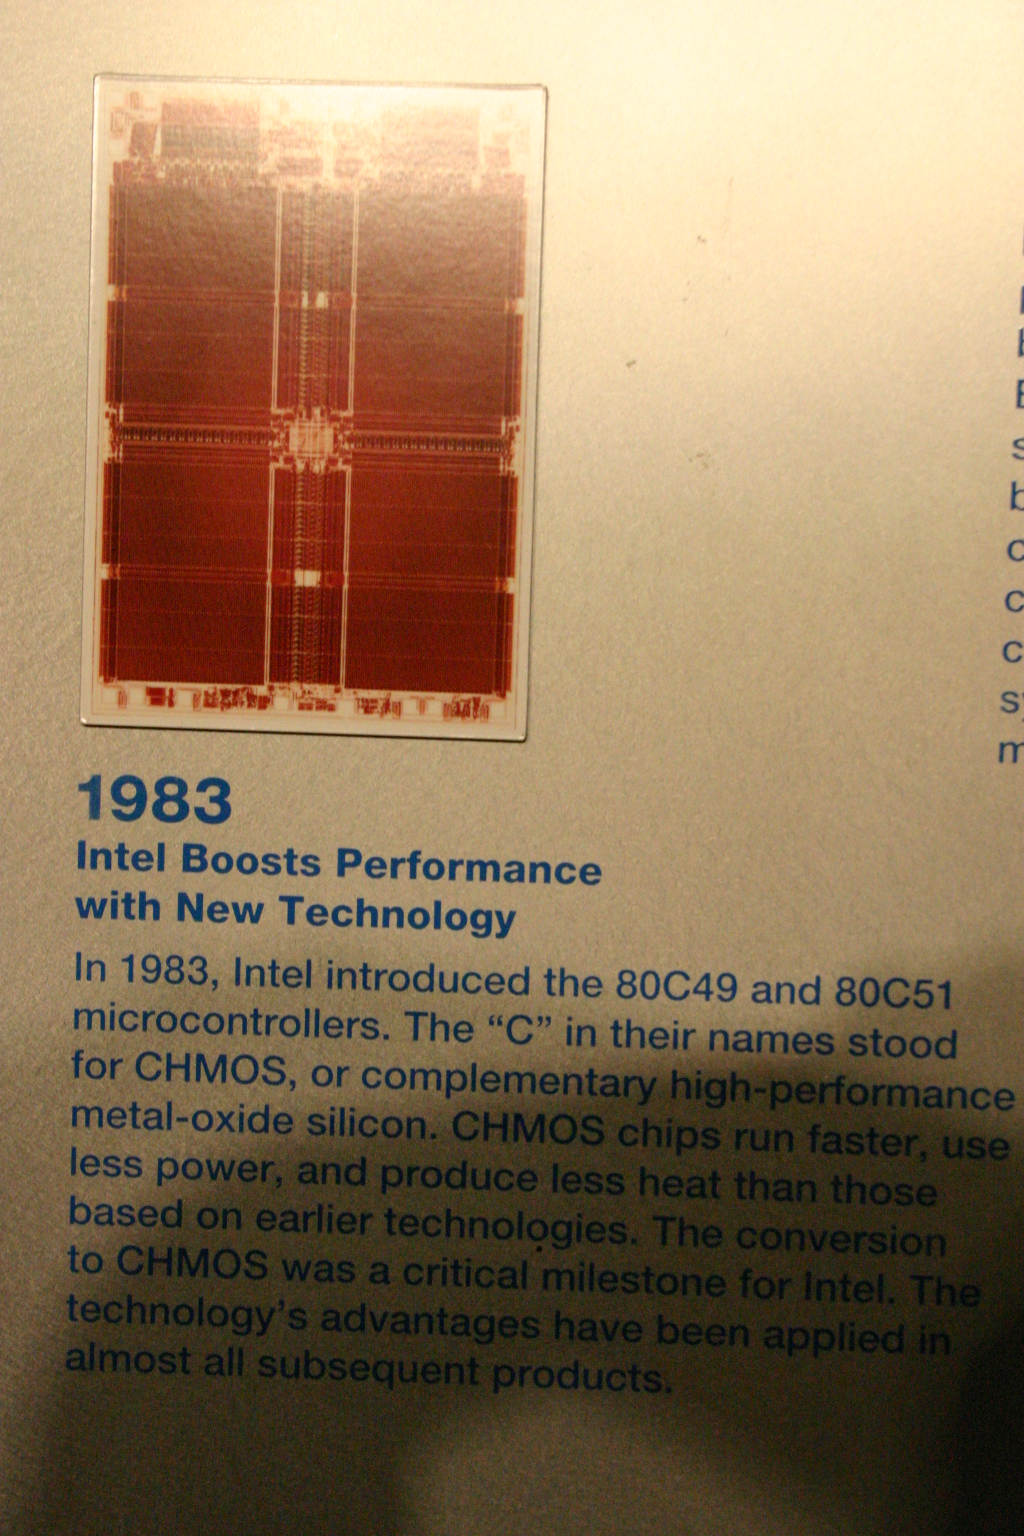 1983
Intel Boosts Performance
with New Technology
In 1983, Intel introduced the 80C49 and 80C51
microcontrollers. The “C” in their names stood
for CHMOS, or complementary high-performance
metal-oxide silicon. CHMOS chips run faster, use
less power, and produce less heat than those
based on earlier technologies. The conversion
to CHMOS was a critical milestone for Intel. The
technology’s advantages have been applied in
almost all subsequent products.